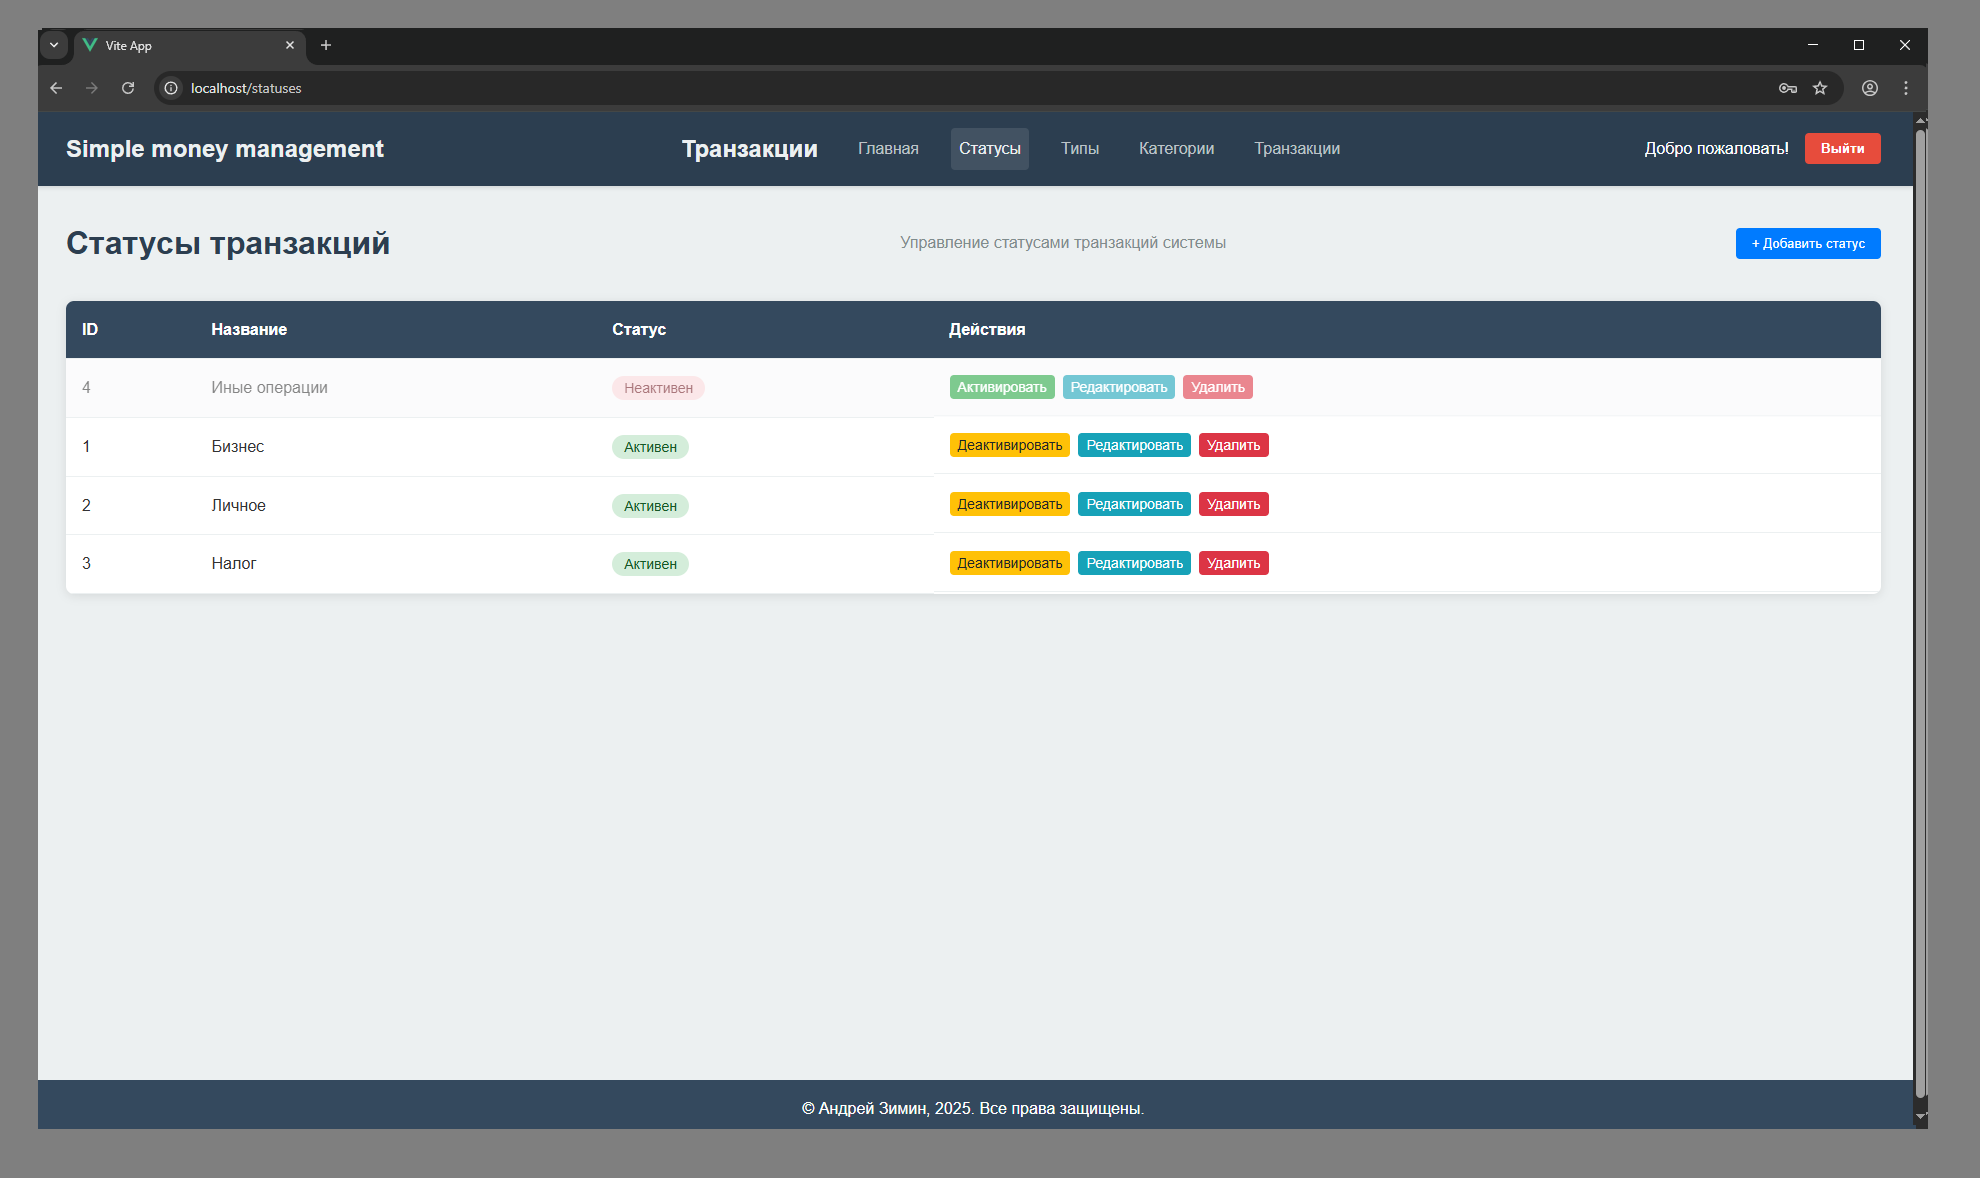 Vite App
localhost/statuses
Simple money management
Транзакции Главная Статусы Типы Категории Транзакции
Добро пожаловать! Выйти
Статусы транзакций
Управление статусами транзакций системы
+ Добавить статус
ID Название Статус Действия
4 Иные операции Неактивен Активировать Редактировать Удалить
1 Бизнес Активен Деактивировать Редактировать Удалить
2 Личное Активен Деактивировать Редактировать Удалить
3 Налог Активен Деактивировать Редактировать Удалить
© Андрей Зимин, 2025. Все права защищены.